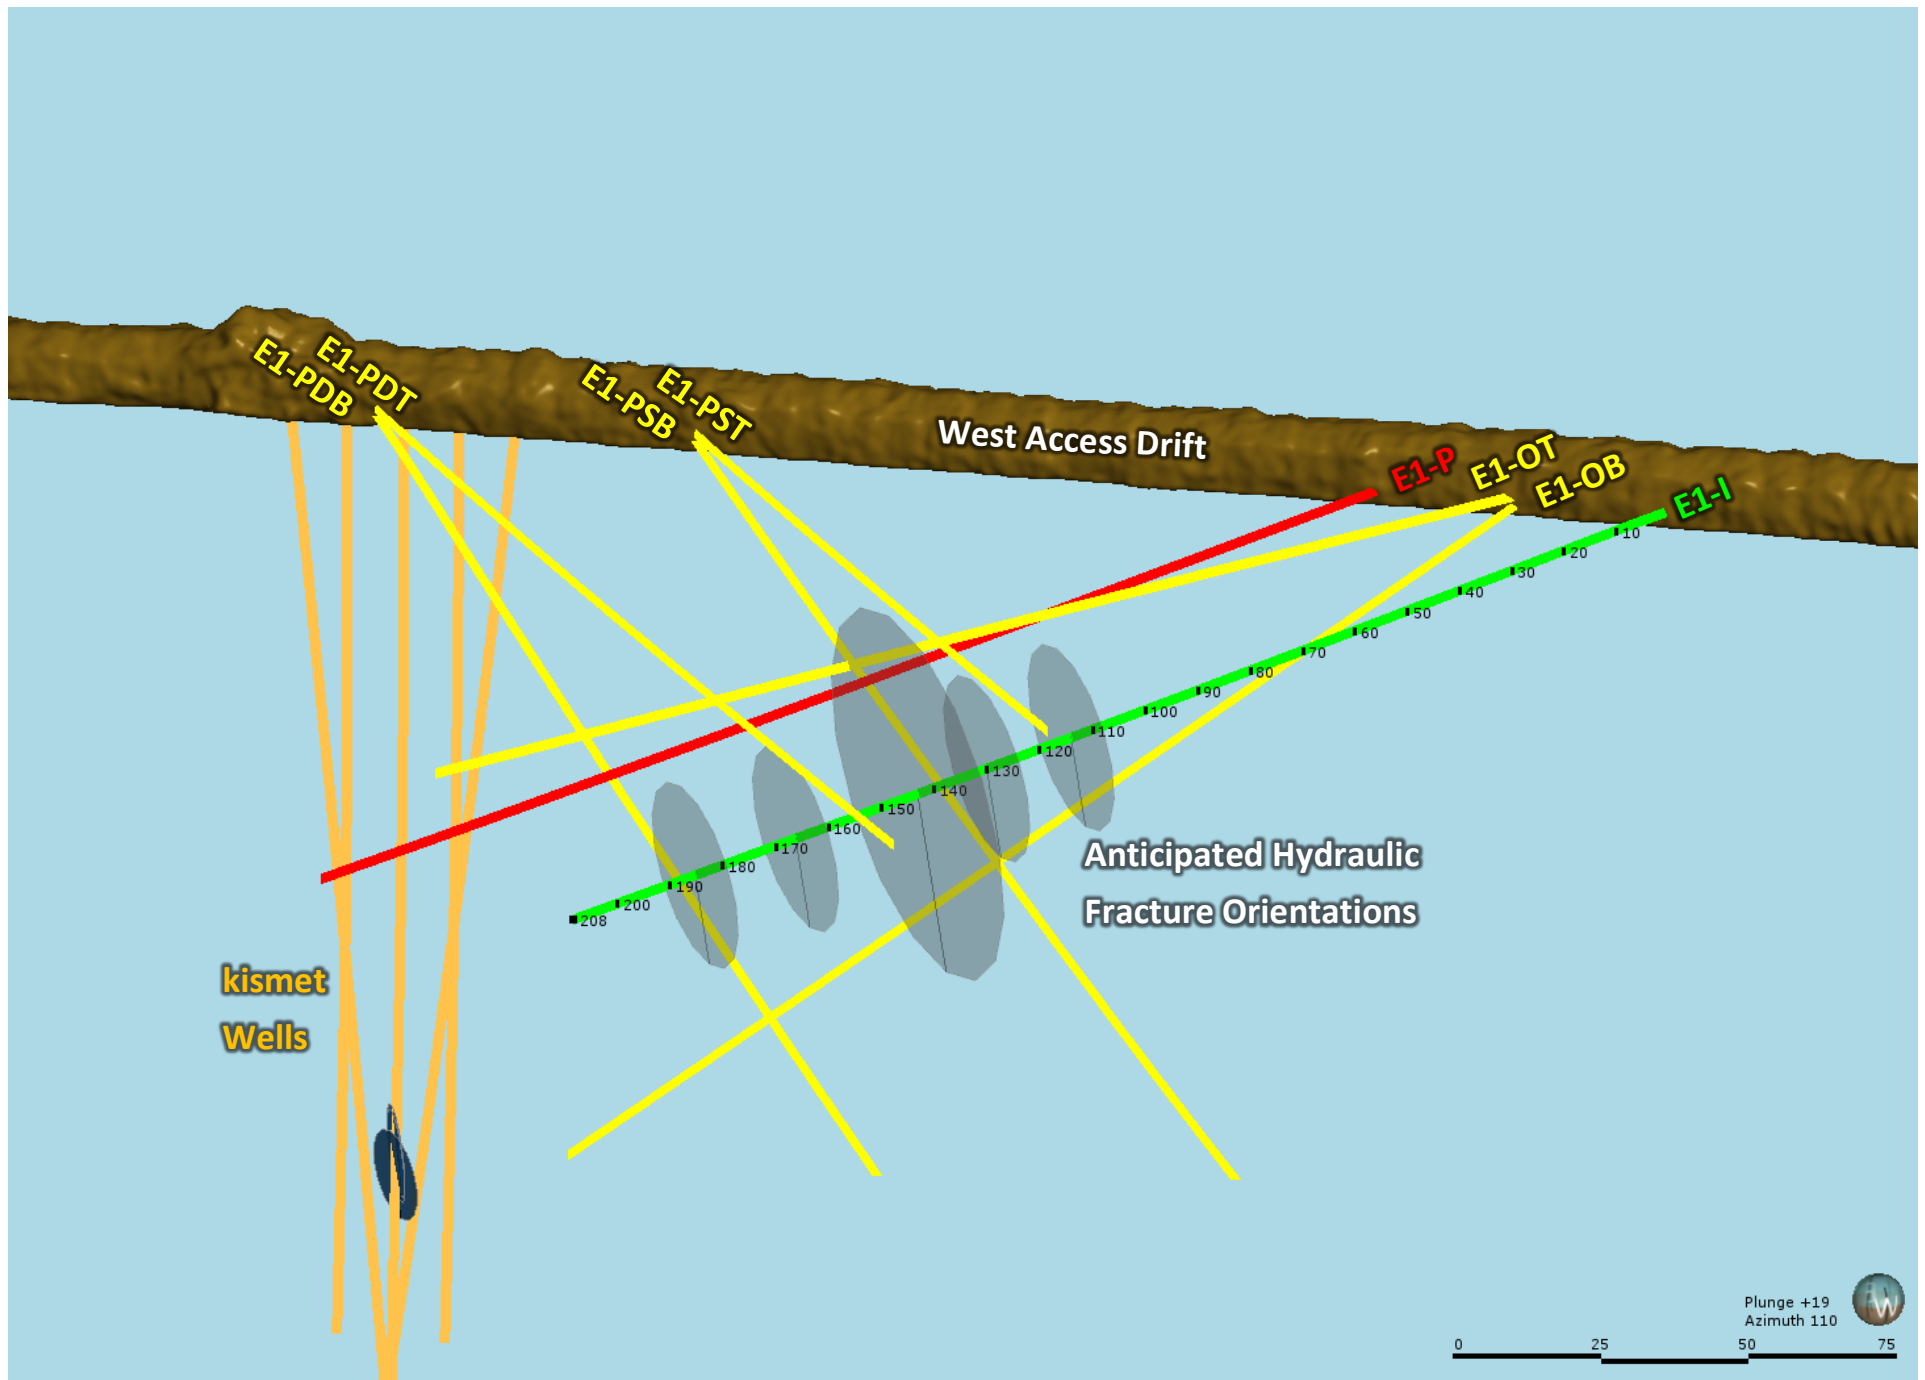 E1-PDT
E1-PDB
E1-PST
E1-PSB
West Access Drift
E1-P
E1-OT
E1-OB
E1-I
10
20
30
40
50
60
70
80
90
100
110
120
130
140
150
160
170
180
190
200
208
Anticipated Hydraulic
Fracture Orientations
kismet
Wells
Plunge +19
Azimuth 110
W
0 25 50 75